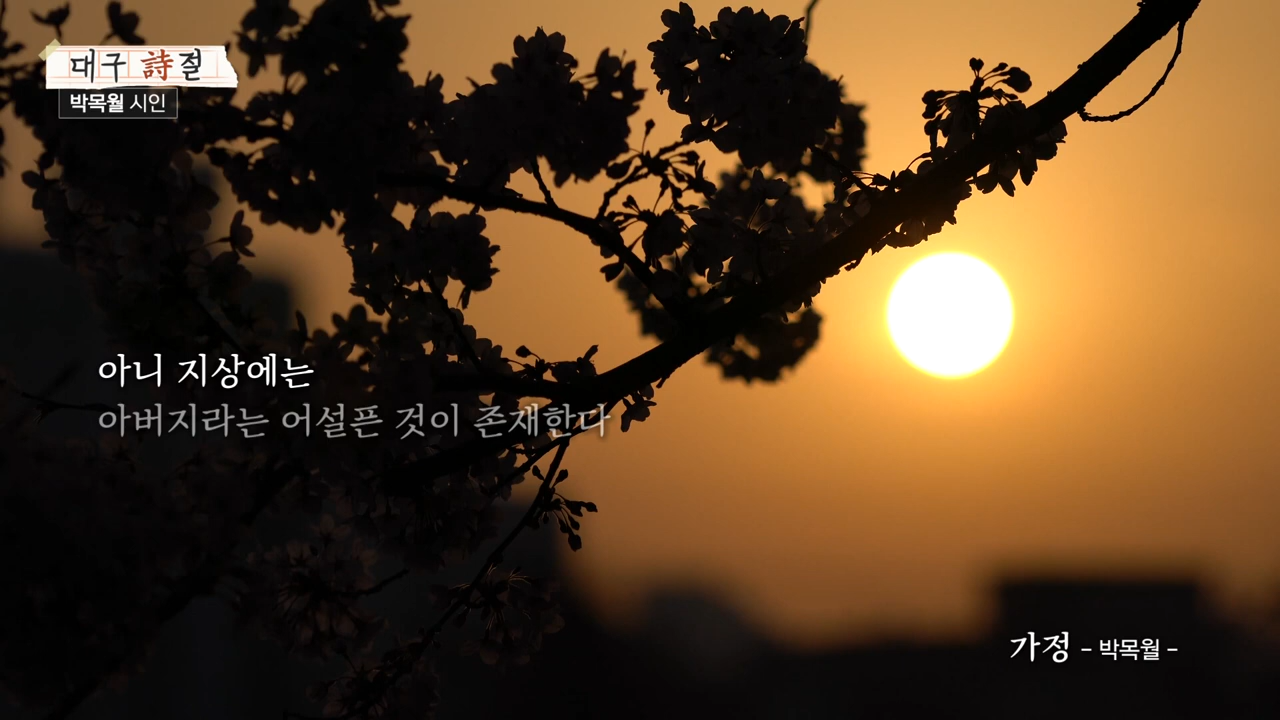 대구 詩절
박목월 시인
아니 지상에는
아버지라는 어설픈 것이 존재한다
가정 - 박목월 -